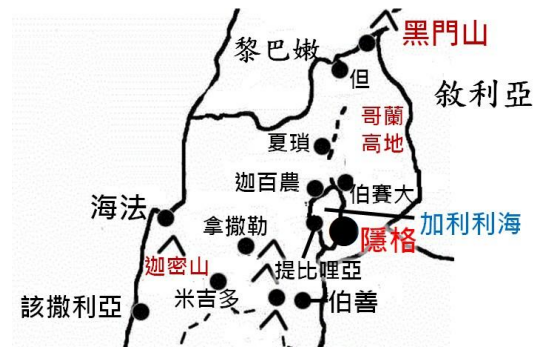 黑門山
黎巴嫩
但
敘利亞
哥蘭
高地
夏瑣
迦百農
伯賽大
海法
拿撒勒
加利利海
隱格
迦密山
提比哩亞
米吉多
伯善
該撒利亞